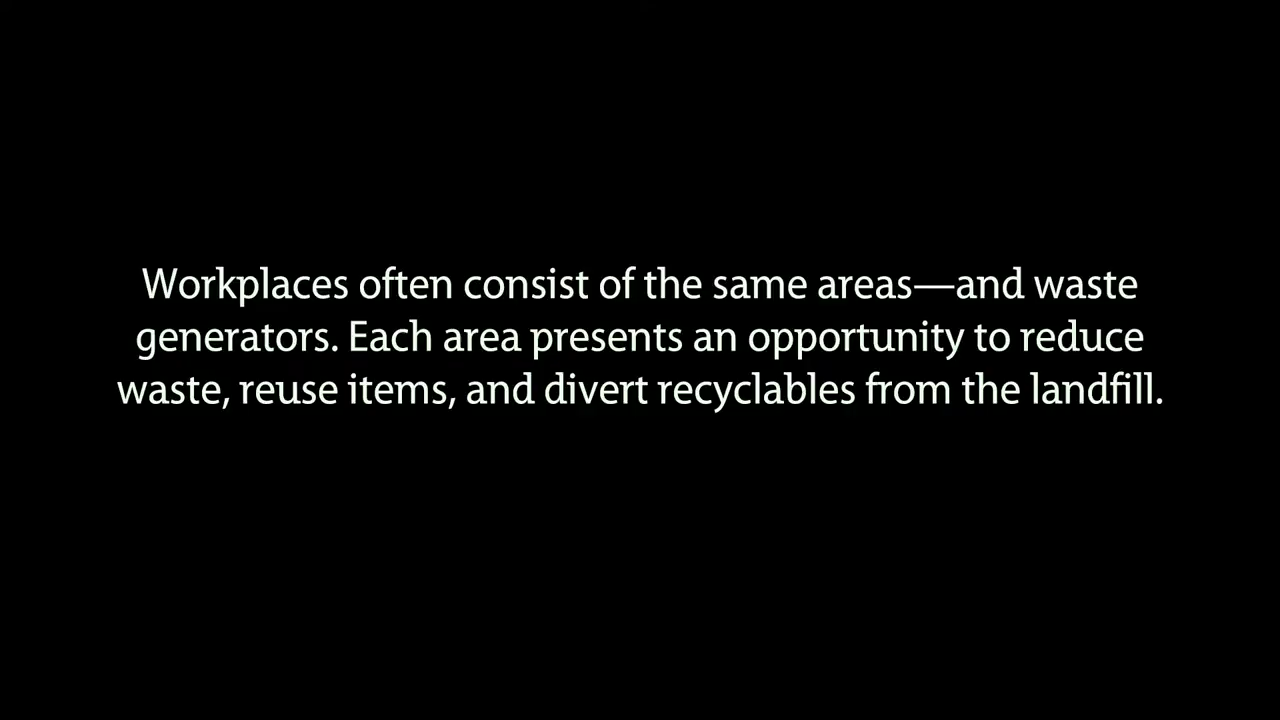 Workplaces often consist of the same areas—and waste
generators. Each area presents an opportunity to reduce
waste, reuse items, and divert recyclables from the landfill.